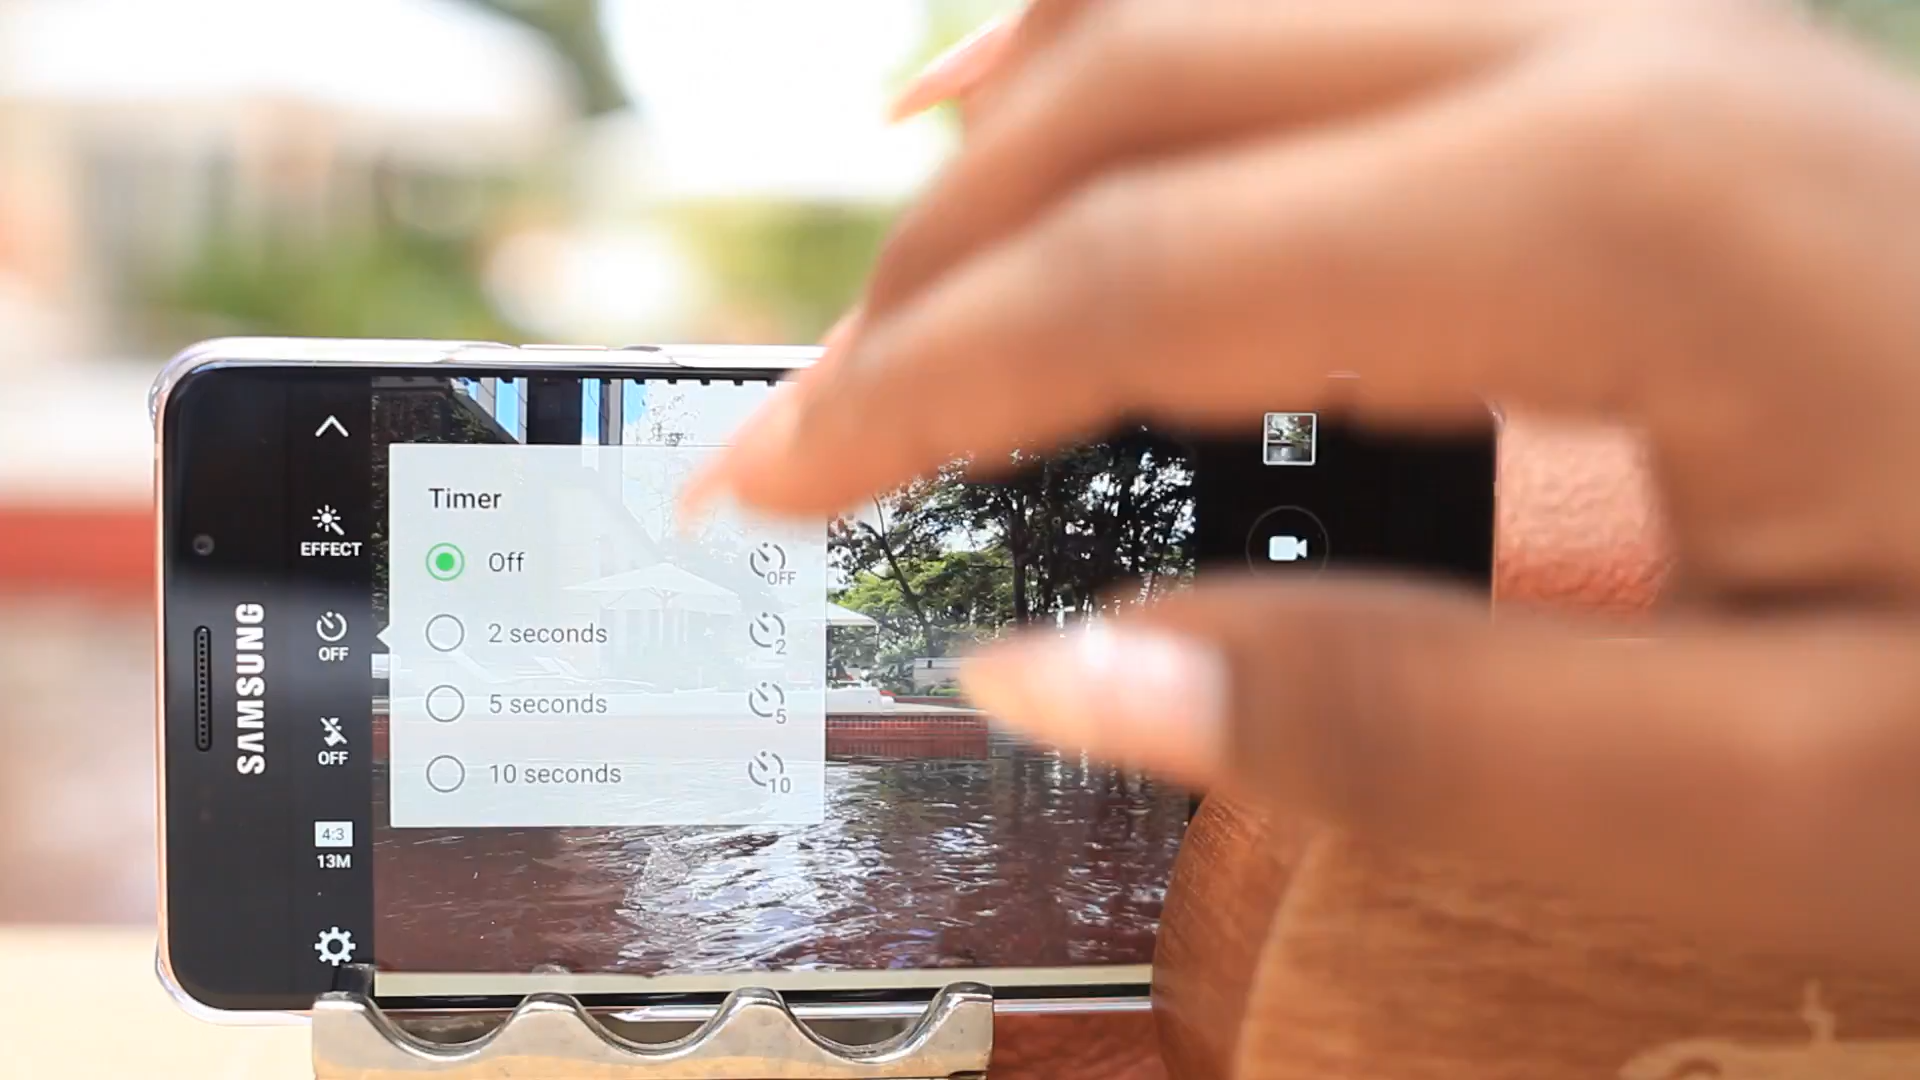 SAMSUNG
EFFECT
OFF
OFF
4:3
13M
Timer
Off
OFF
2 seconds
2
5 seconds
5
10 seconds
10